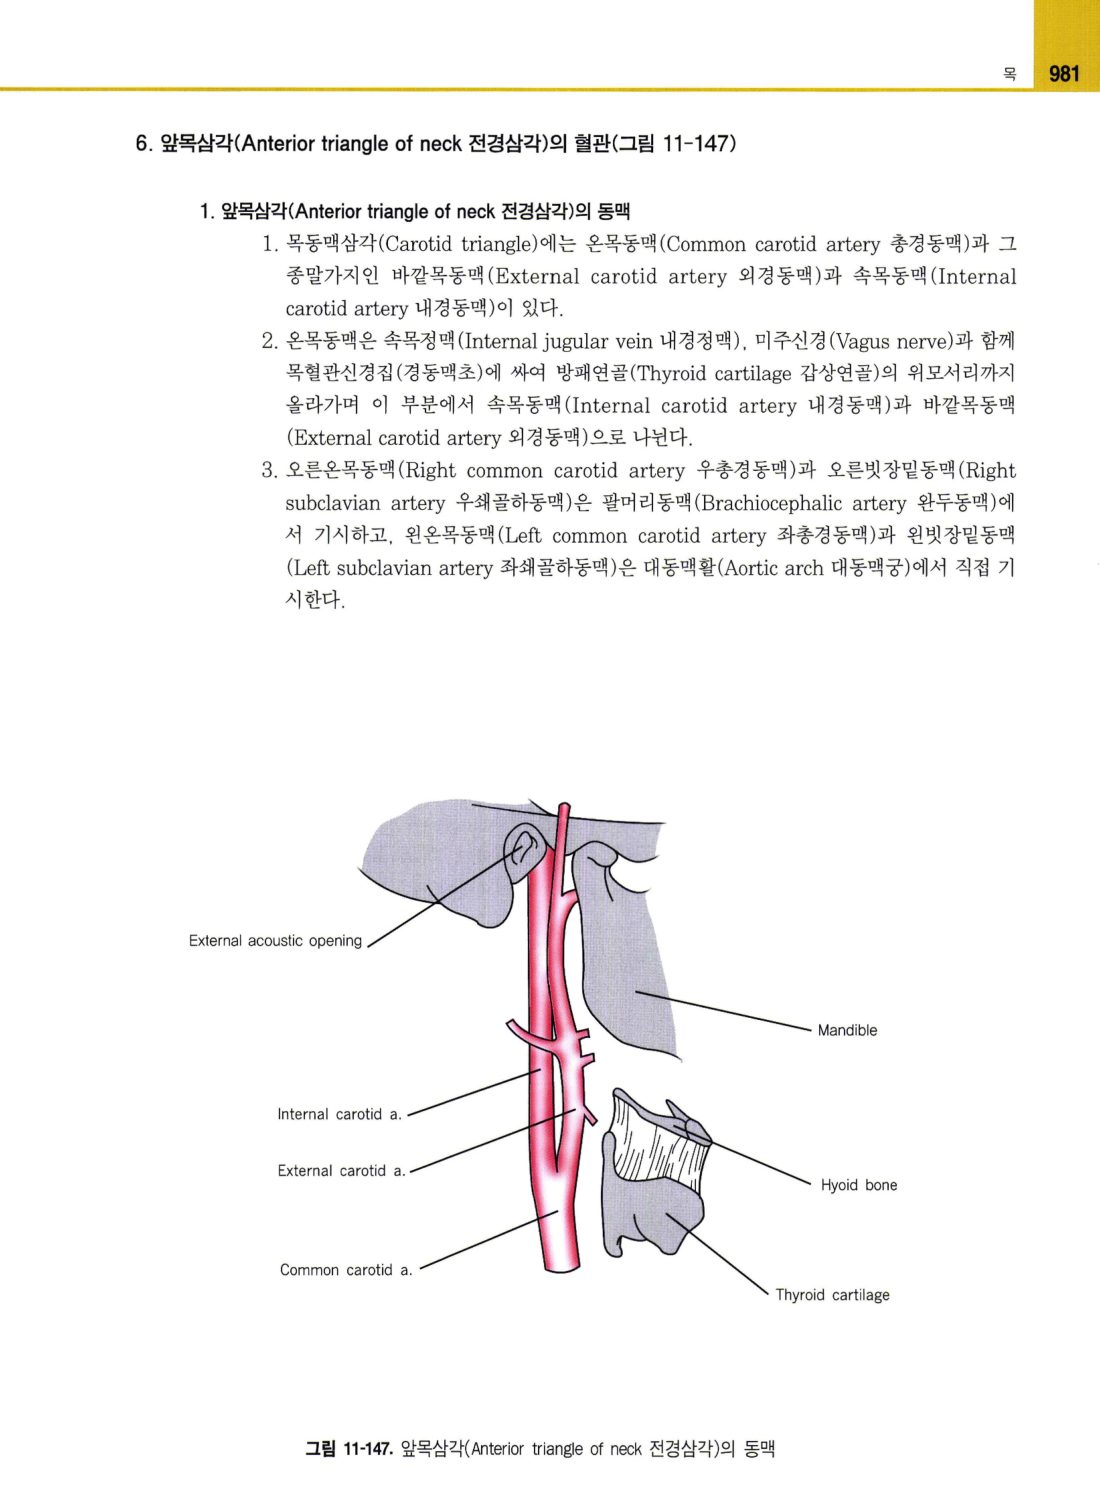 목 981
6. 앞목삼각(Anterior triangle of neck 전경삼각)의 혈관(그림 11-147)
1. 앞목삼각(Anterior triangle of neck 전경삼각)의 동맥
1. 목동맥삼각(Carotid triangle)에는 온목동맥(Common carotid artery 총경동맥)과 그
종말가지인 바깥목동맥(External carotid artery 외경동맥)과 속목동맥(Internal
carotid artery 내경동맥)이 있다.
2. 온목동맥은 속목정맥(Internal jugular vein 내경정맥), 미주신경(Vagus nerve)과 함께
목혈관신경집(경동맥초)에 싸여 방패연골(Thyroid cartilage 갑상연골)의 위모서리까지
올라가며 이 부분에서 속목동맥(Internal carotid artery 내경동맥)과 바깥목동맥
(External carotid artery 외경동맥)으로 나뉜다.
3. 오른온목동맥(Right common carotid artery 우총경동맥)과 오른빗장밑동맥(Right
subclavian artery 우쇄골하동맥)은 팔머리동맥(Brachiocephalic artery 완두동맥)에
서 기시하고, 왼온목동맥(Left common carotid artery 좌총경동맥)과 왼빗장밑동맥
(Left subclavian artery 좌쇄골하동맥)은 대동맥활(Aortic arch 대동맥궁)에서 직접 기
시한다.
External acoustic opening
Mandible
Internal carotid a.
External carotid a.
Hyoid bone
Common carotid a.
Thyroid cartilage
그림 11-147. 앞목삼각(Anterior triangle of neck 전경삼각)의 동맥